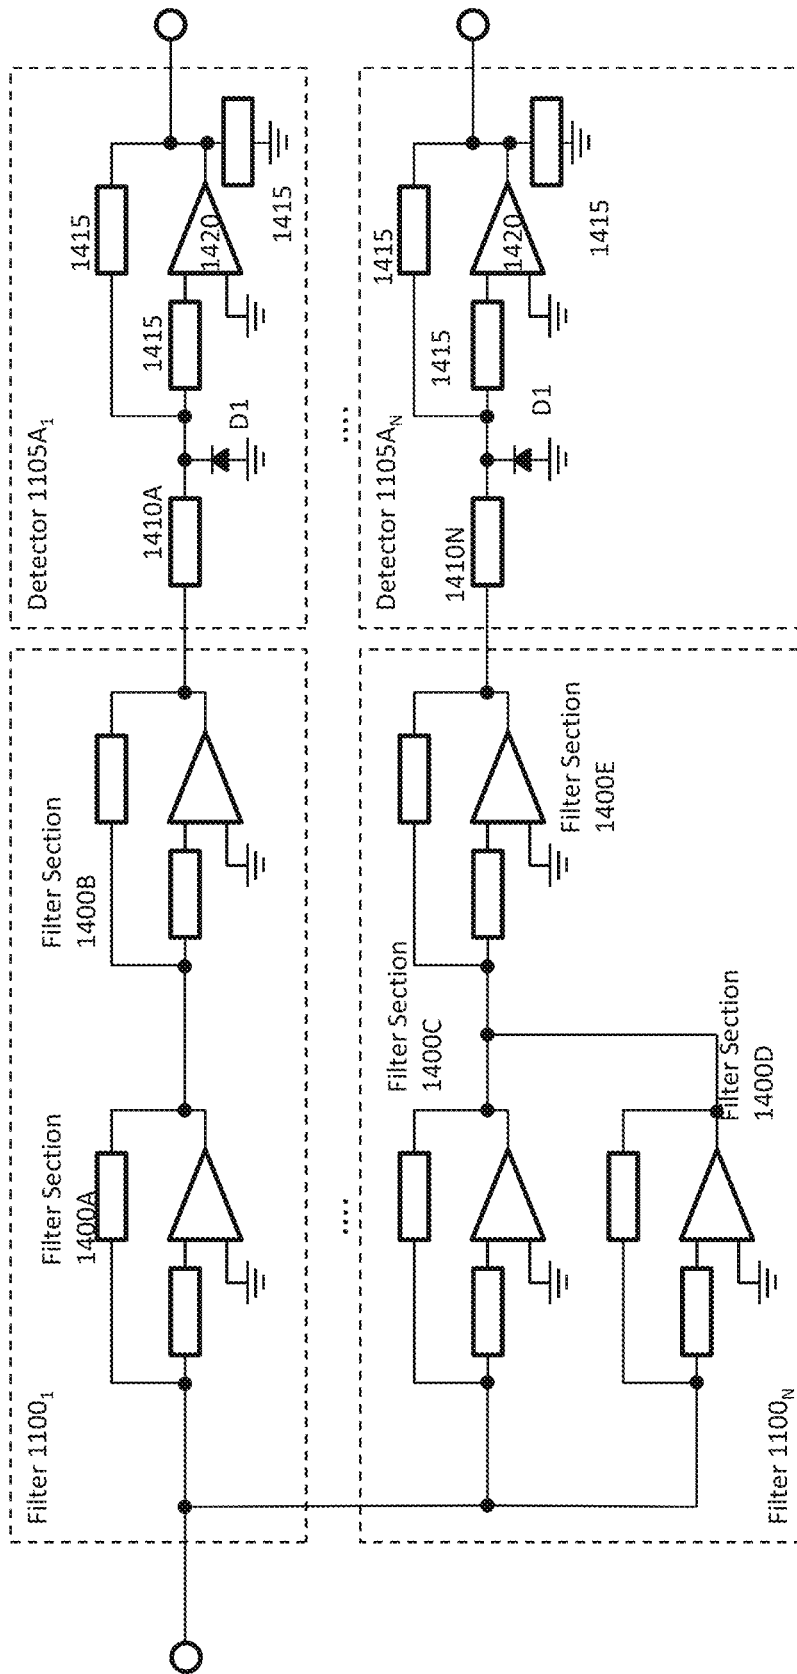 Filter 1100₁
Filter Section
1400A
Filter Section
1400B
Detector 1105A₁
1410A
D1
1415
1415
1420
1415
....
....
Filter 1100N
Filter Section
1400C
Filter Section
1400D
Filter Section
1400E
Detector 1105AN
1410N
D1
1415
1415
1420
1415